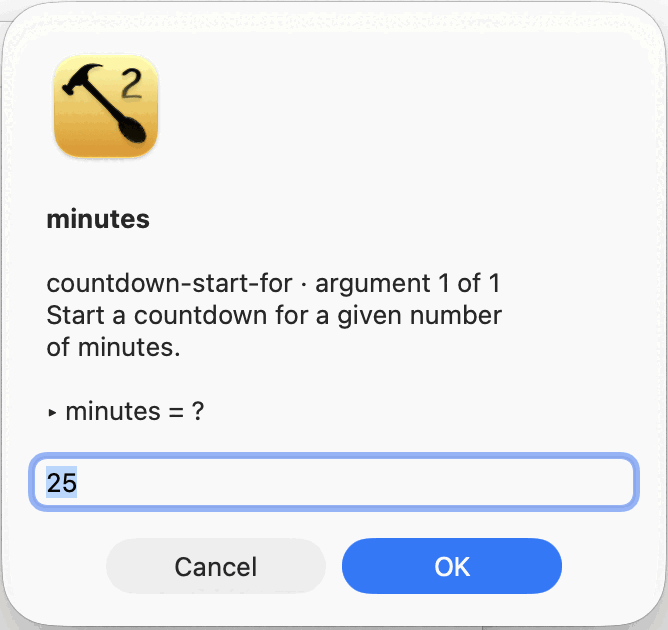 2
minutes
countdown-start-for · argument 1 of 1
Start a countdown for a given number
of minutes.
▸ minutes = ?
25
Cancel
OK